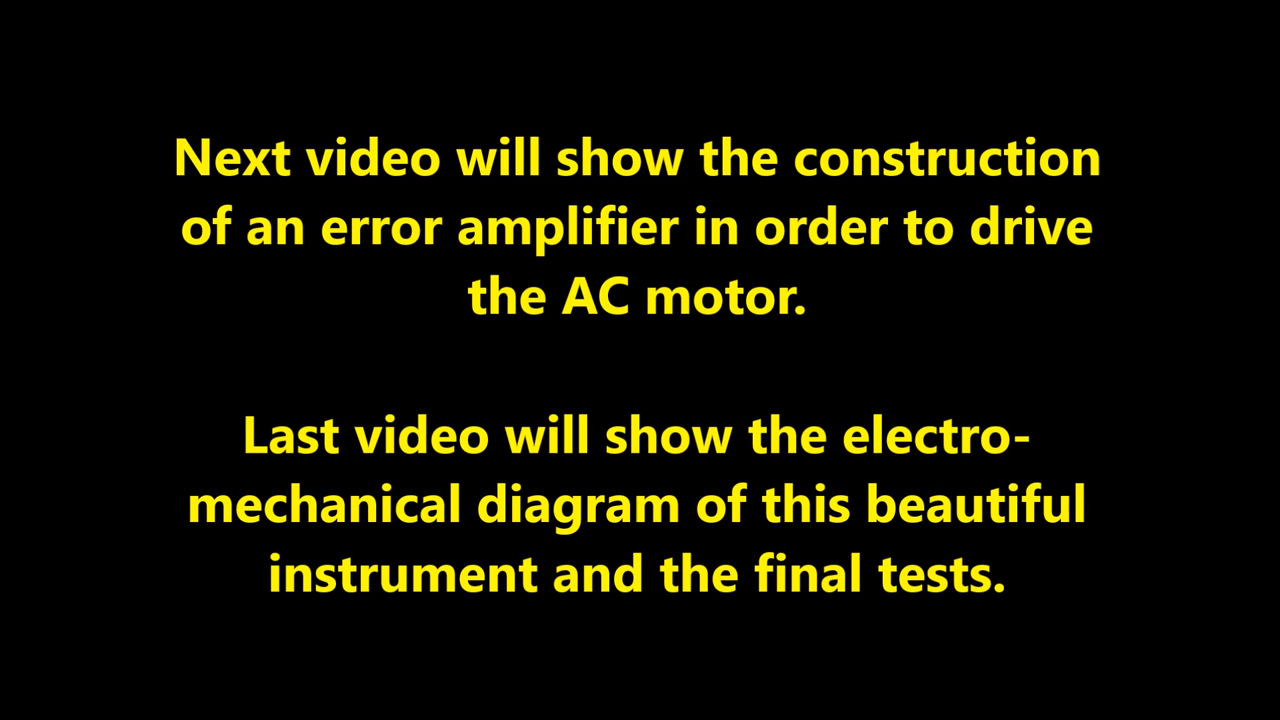 Next video will show the construction
of an error amplifier in order to drive
the AC motor.
Last video will show the electro-
mechanical diagram of this beautiful
instrument and the final tests.